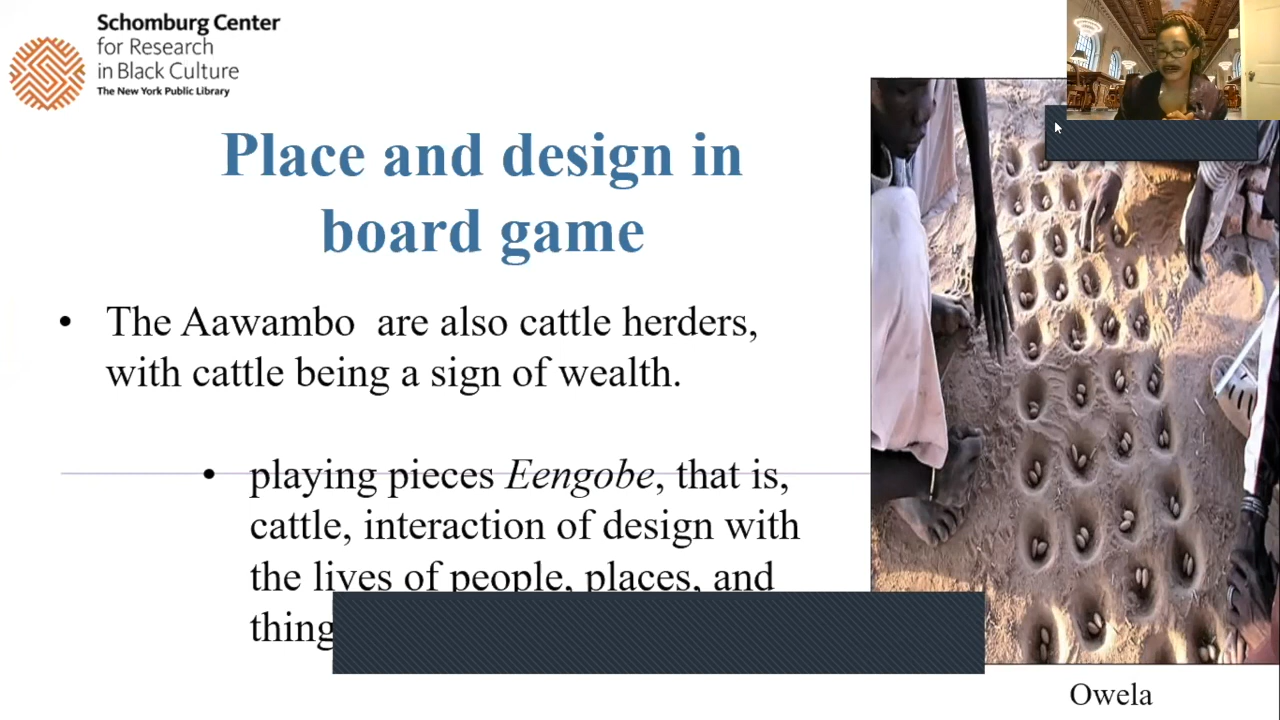 Schomburg Center
for Research
in Black Culture
The New York Public Library
Place and design in
board game
• The Aawambo are also cattle herders,
with cattle being a sign of wealth.
• playing pieces Eengobe, that is,
cattle, interaction of design with
the lives of people, places, and
Owela